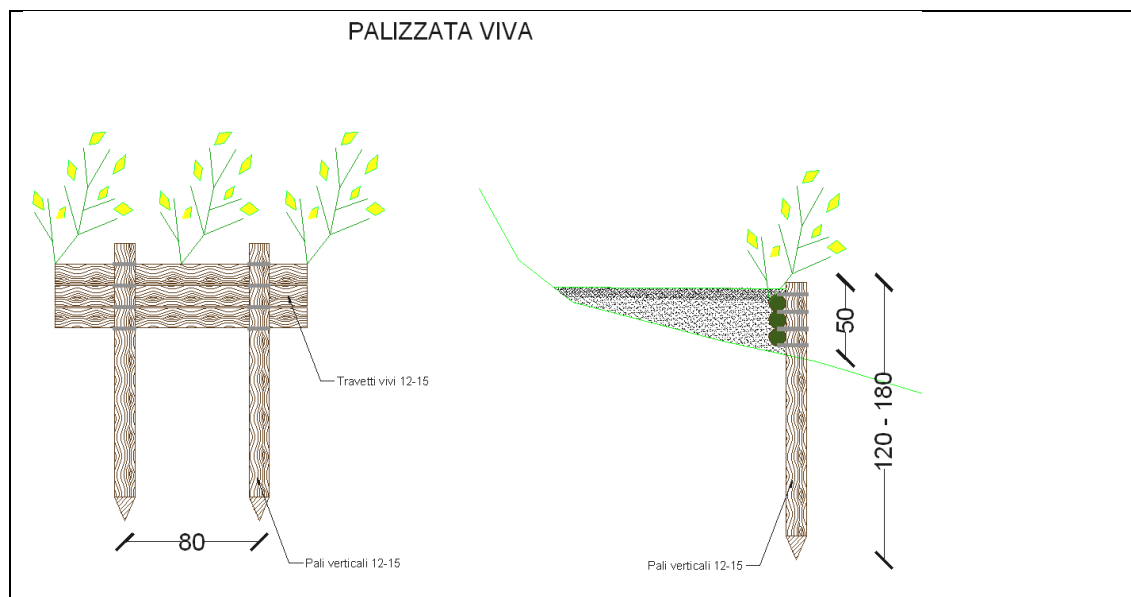 PALIZZATA VIVA
Travetti vivi 12-15
80
Pali verticali 12-15
50
120 - 180
Pali verticali 12-15